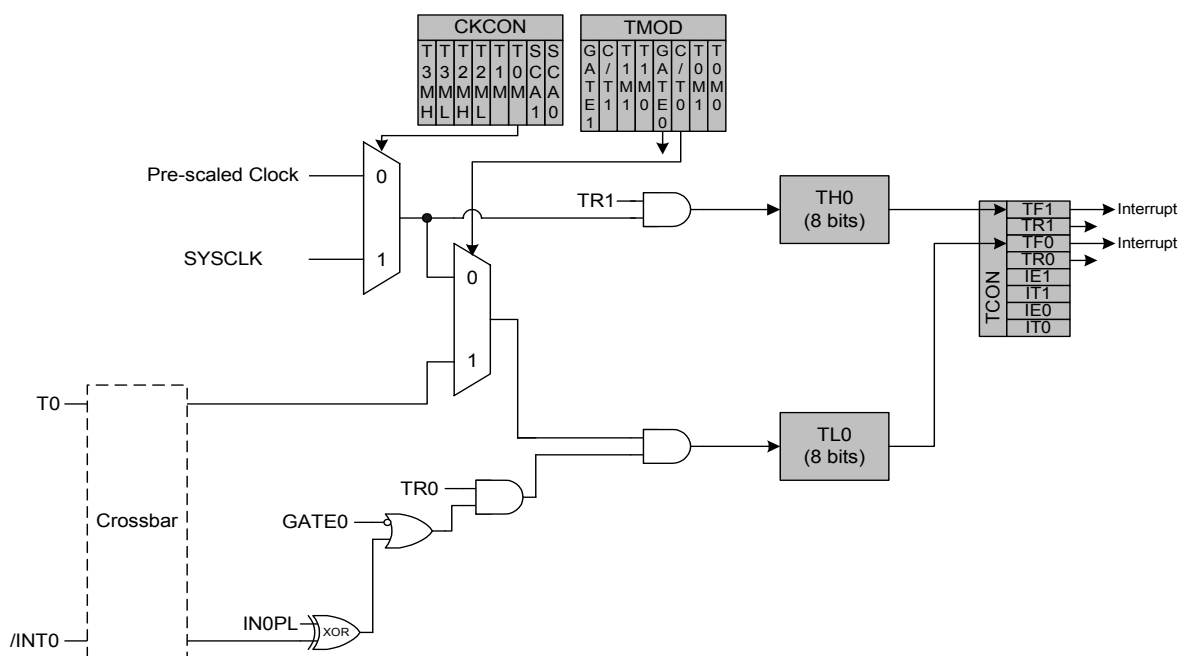 CKCON
T3MH
T3ML
T2MH
T2ML
T1M
T0M
SCA1
SCA0
TMOD
GATE1
C/T1
T1M1
T1M0
GATE0
C/T0
T0M1
T0M0
Pre-scaled Clock
0
SYSCLK
1
TR1
TH0
(8 bits)
TCON
TF1
TR1
TF0
TR0
IE1
IT1
IE0
IT0
Interrupt
Interrupt
0
1
T0
Crossbar
TL0
(8 bits)
TR0
GATE0
IN0PL
XOR
/INT0